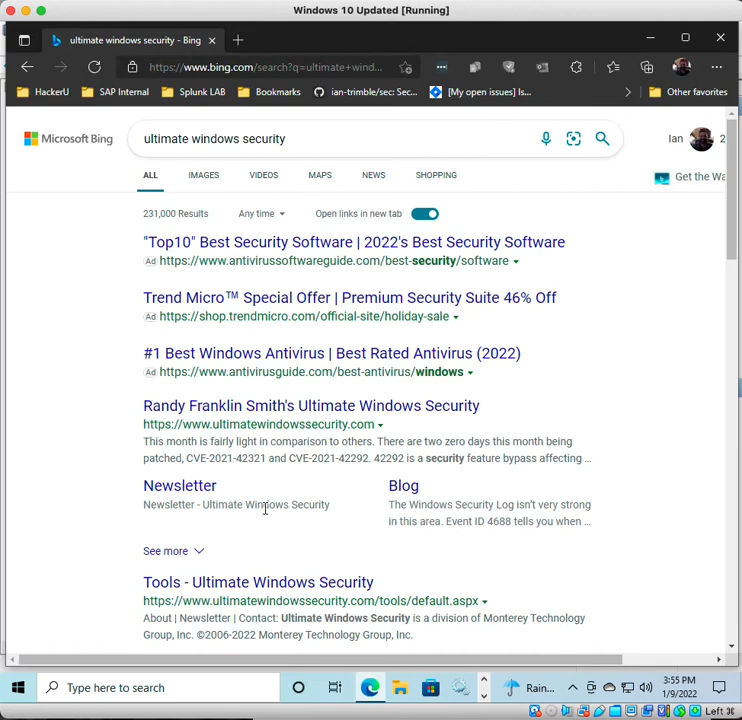 Windows 10 Updated [Running]
ultimate windows security - Bing
https://www.bing.com/search?q=ultimate+wind...
HackerU
SAP Internal
Splunk LAB
Bookmarks
ian-trimble/sec: Sec...
[My open issues] Is...
Other favorites
Microsoft Bing
ultimate windows security
Ian
2
ALL
IMAGES
VIDEOS
MAPS
NEWS
SHOPPING
Get the Wa
231,000 Results
Any time
Open links in new tab
"Top10" Best Security Software | 2022's Best Security Software
Ad https://www.antivirussoftwareguide.com/best-security/software
Trend Micro™ Special Offer | Premium Security Suite 46% Off
Ad https://shop.trendmicro.com/official-site/holiday-sale
#1 Best Windows Antivirus | Best Rated Antivirus (2022)
Ad https://www.antivirusguide.com/best-antivirus/windows
Randy Franklin Smith's Ultimate Windows Security
https://www.ultimatewindowssecurity.com
This month is fairly light in comparison to others. There are two zero days this month being
patched, CVE-2021-42321 and CVE-2021-42292. 42292 is a security feature bypass affecting ...
Newsletter
Newsletter - Ultimate Windows Security
Blog
The Windows Security Log isn't very strong
in this area. Event ID 4688 tells you when ...
See more
Tools - Ultimate Windows Security
https://www.ultimatewindowssecurity.com/tools/default.aspx
About | Newsletter | Contact: Ultimate Windows Security is a division of Monterey Technology
Group, Inc. ©2006-2022 Monterey Technology Group, Inc.
Type here to search
Rain...
3:55 PM
1/9/2022
Left ⌘